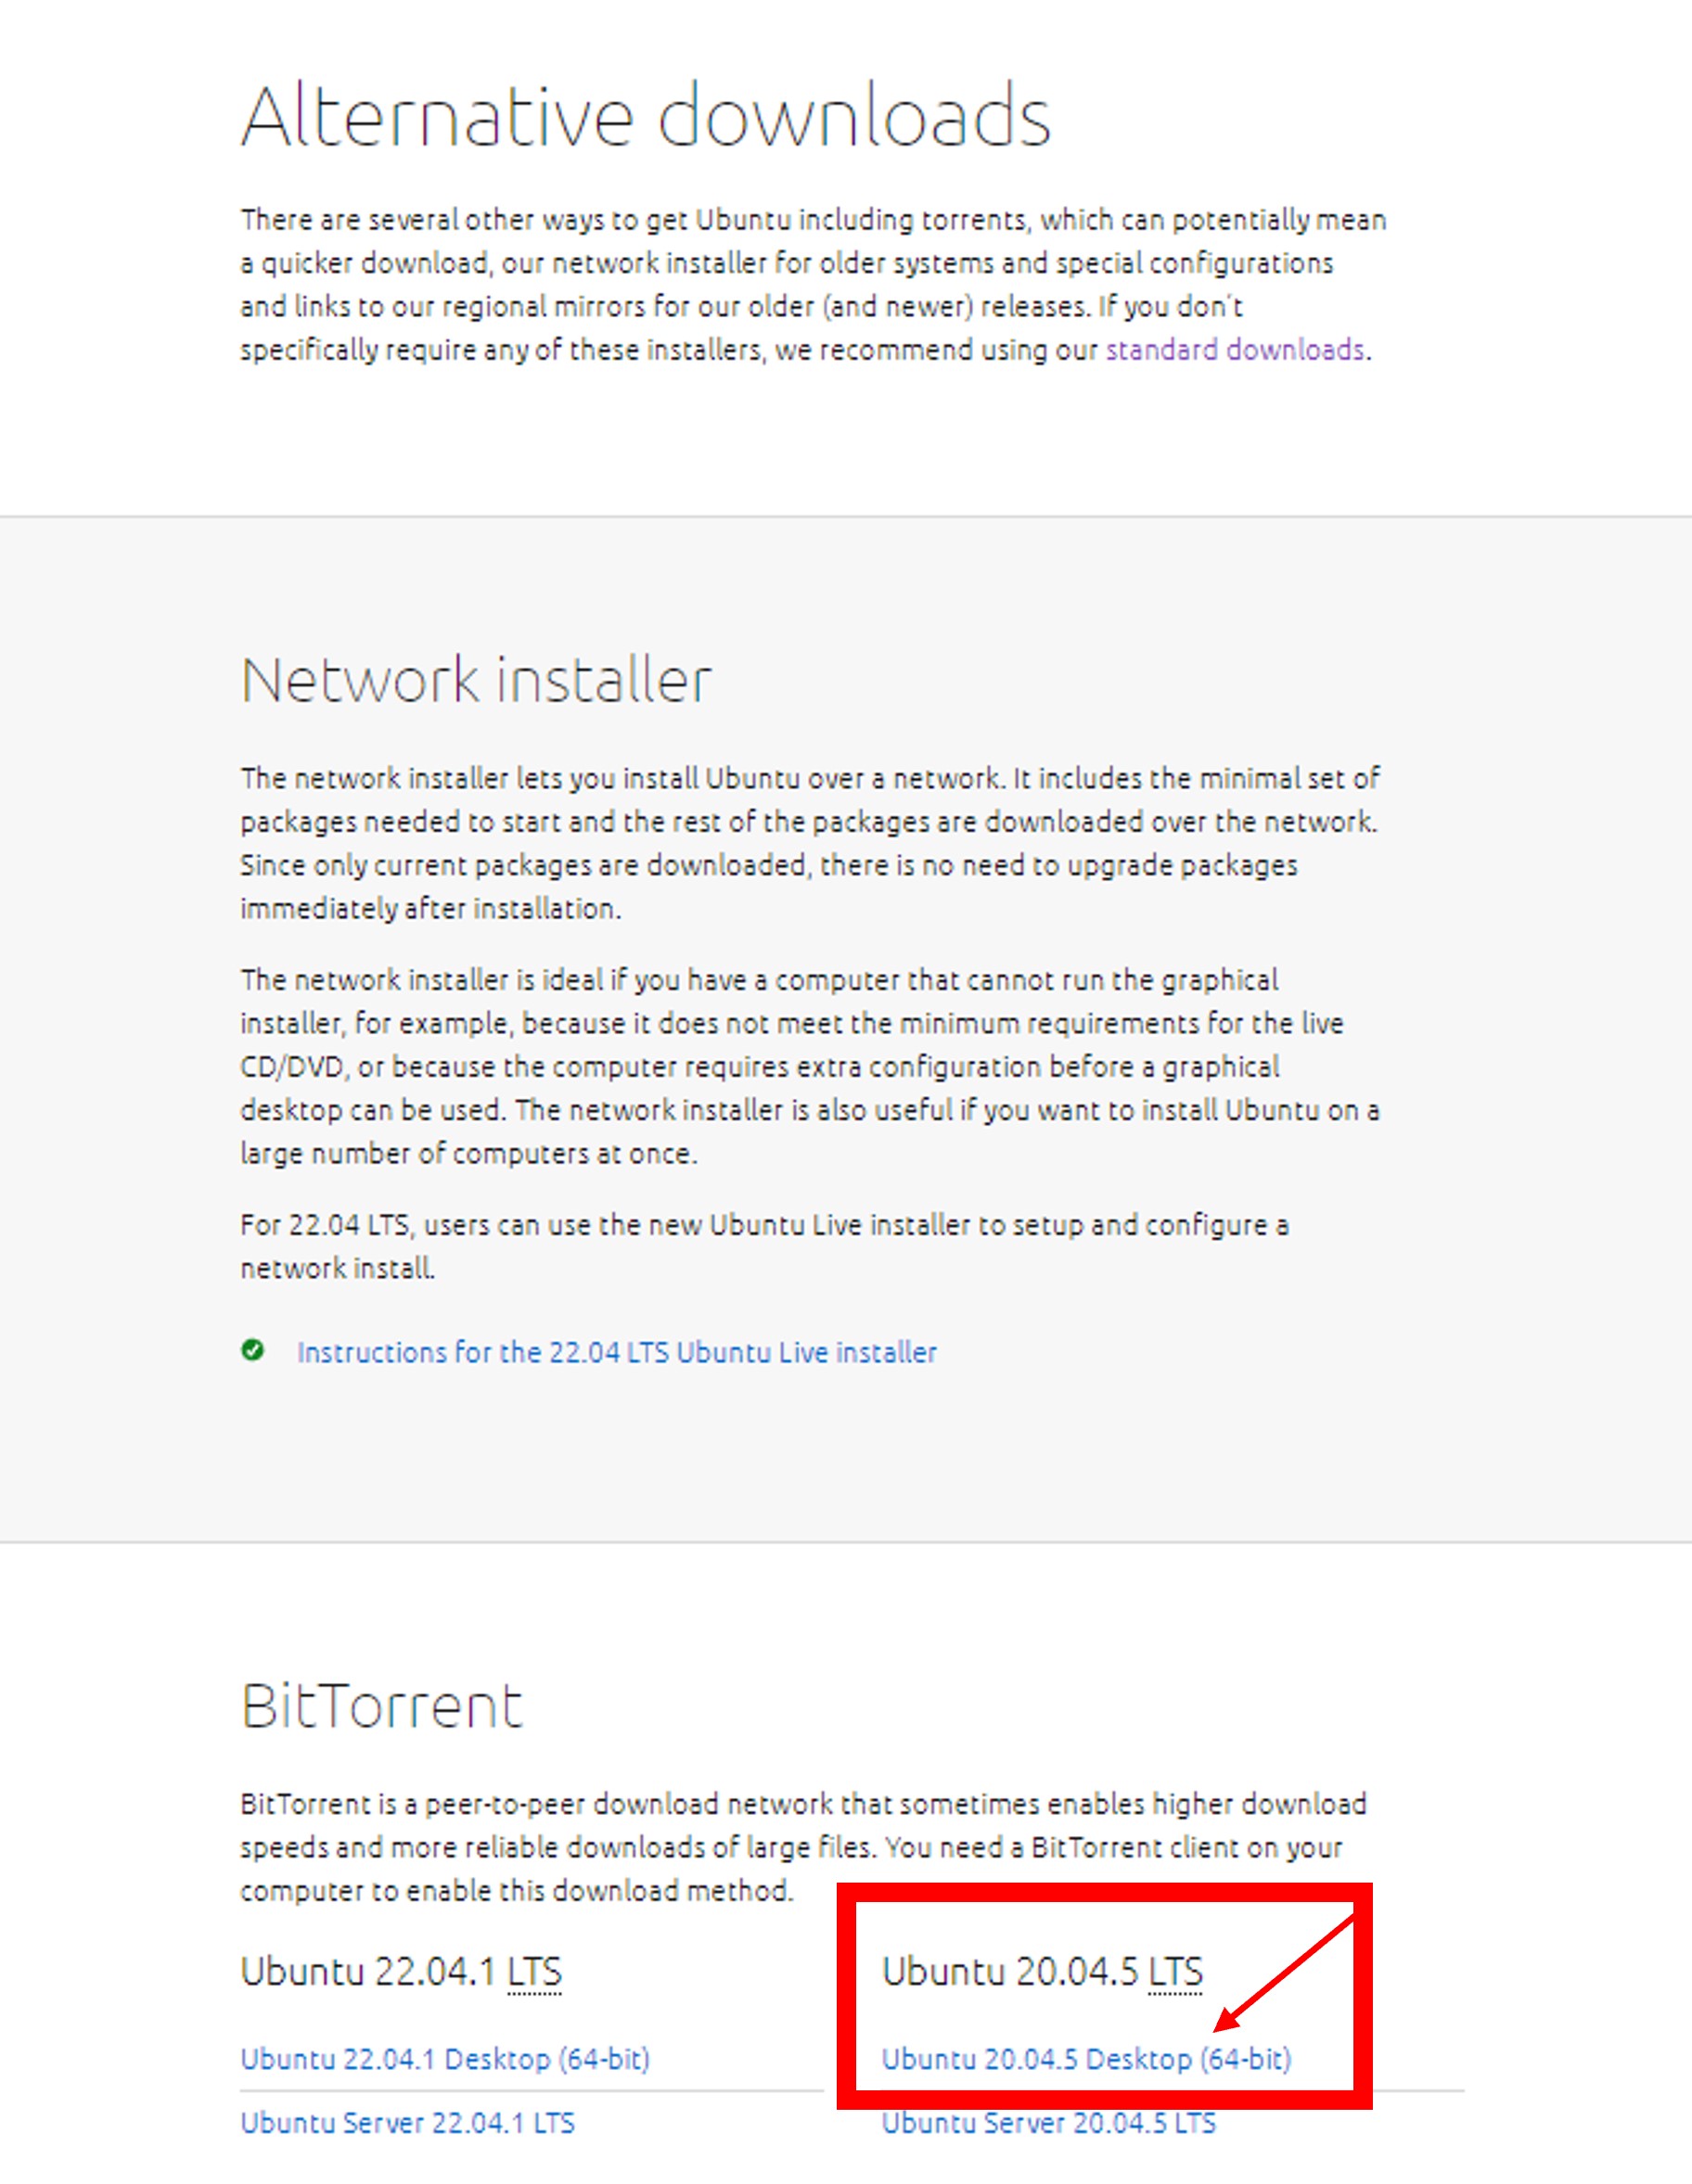 Alternative downloads
There are several other ways to get Ubuntu including torrents, which can potentially mean
a quicker download, our network installer for older systems and special configurations
and links to our regional mirrors for our older (and newer) releases. If you don't
specifically require any of these installers, we recommend using our standard downloads.
Network installer
The network installer lets you install Ubuntu over a network. It includes the minimal set of
packages needed to start and the rest of the packages are downloaded over the network.
Since only current packages are downloaded, there is no need to upgrade packages
immediately after installation.
The network installer is ideal if you have a computer that cannot run the graphical
installer, for example, because it does not meet the minimum requirements for the live
CD/DVD, or because the computer requires extra configuration before a graphical
desktop can be used. The network installer is also useful if you want to install Ubuntu on a
large number of computers at once.
For 22.04 LTS, users can use the new Ubuntu Live installer to setup and configure a
network install.
Instructions for the 22.04 LTS Ubuntu Live installer
BitTorrent
BitTorrent is a peer-to-peer download network that sometimes enables higher download
speeds and more reliable downloads of large files. You need a BitTorrent client on your
computer to enable this download method.
Ubuntu 22.04.1 LTS
Ubuntu 22.04.1 Desktop (64-bit)
Ubuntu Server 22.04.1 LTS
Ubuntu 20.04.5 LTS
Ubuntu 20.04.5 Desktop (64-bit)
Ubuntu Server 20.04.5 LTS